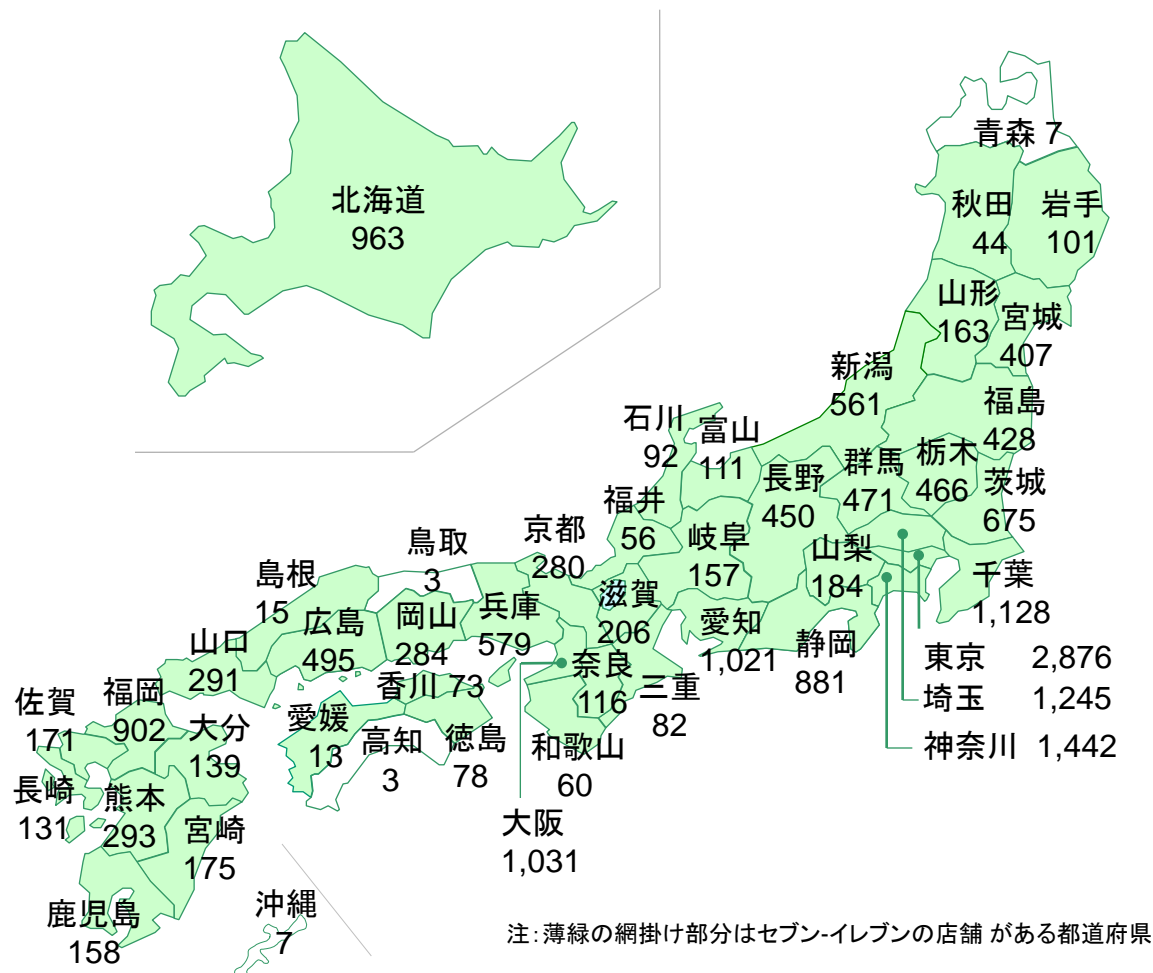 北海道
963
青森 7
秋田
44
岩手
101
山形
163
宮城
407
新潟
561
福島
428
石川
92
富山
111
長野
450
群馬
471
栃木
466
茨城
675
福井
56
岐阜
157
山梨
184
千葉
1,128
京都
280
滋賀
206
愛知
1,021
静岡
881
東京 2,876
埼玉 1,245
神奈川 1,442
鳥取
3
島根
15
広島
495
岡山
284
兵庫
579
山口
291
奈良
116
三重
82
香川 73
愛媛
13
高知
3
徳島
78
和歌山
60
大阪
1,031
佐賀
171
福岡
902
大分
139
長崎
131
熊本
293
宮崎
175
鹿児島
158
沖縄
7
注：薄緑の網掛け部分はセブン-イレブンの店舗 がある都道府県